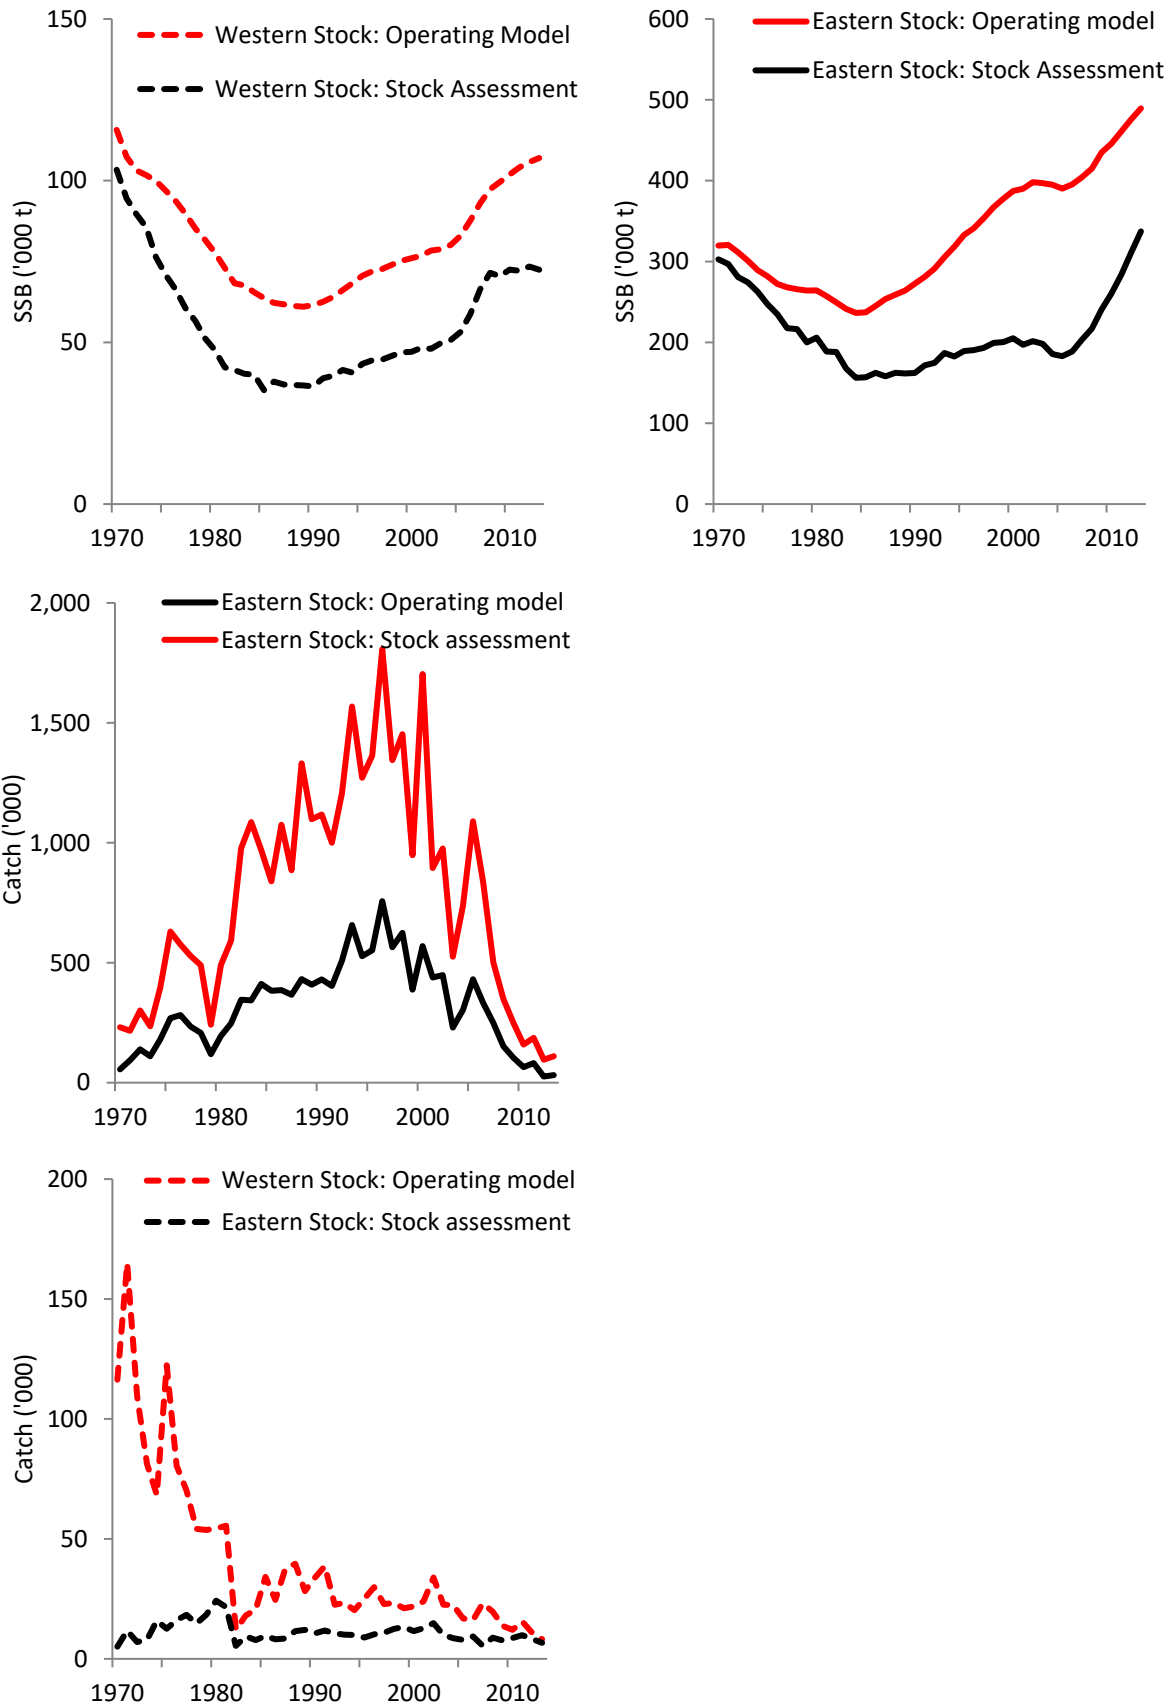 150
100
50
0
SSB ('000 t)
Western Stock: Operating Model
Western Stock: Stock Assessment
1970 1980 1990 2000 2010
600
500
400
300
200
100
0
SSB ('000 t)
Eastern Stock: Operating model
Eastern Stock: Stock Assessment
1970 1980 1990 2000 2010
2,000
1,500
1,000
500
0
Catch ('000)
Eastern Stock: Operating model
Eastern Stock: Stock assessment
1970 1980 1990 2000 2010
200
150
100
50
0
Catch ('000)
Western Stock: Operating model
Eastern Stock: Stock assessment
1970 1980 1990 2000 2010